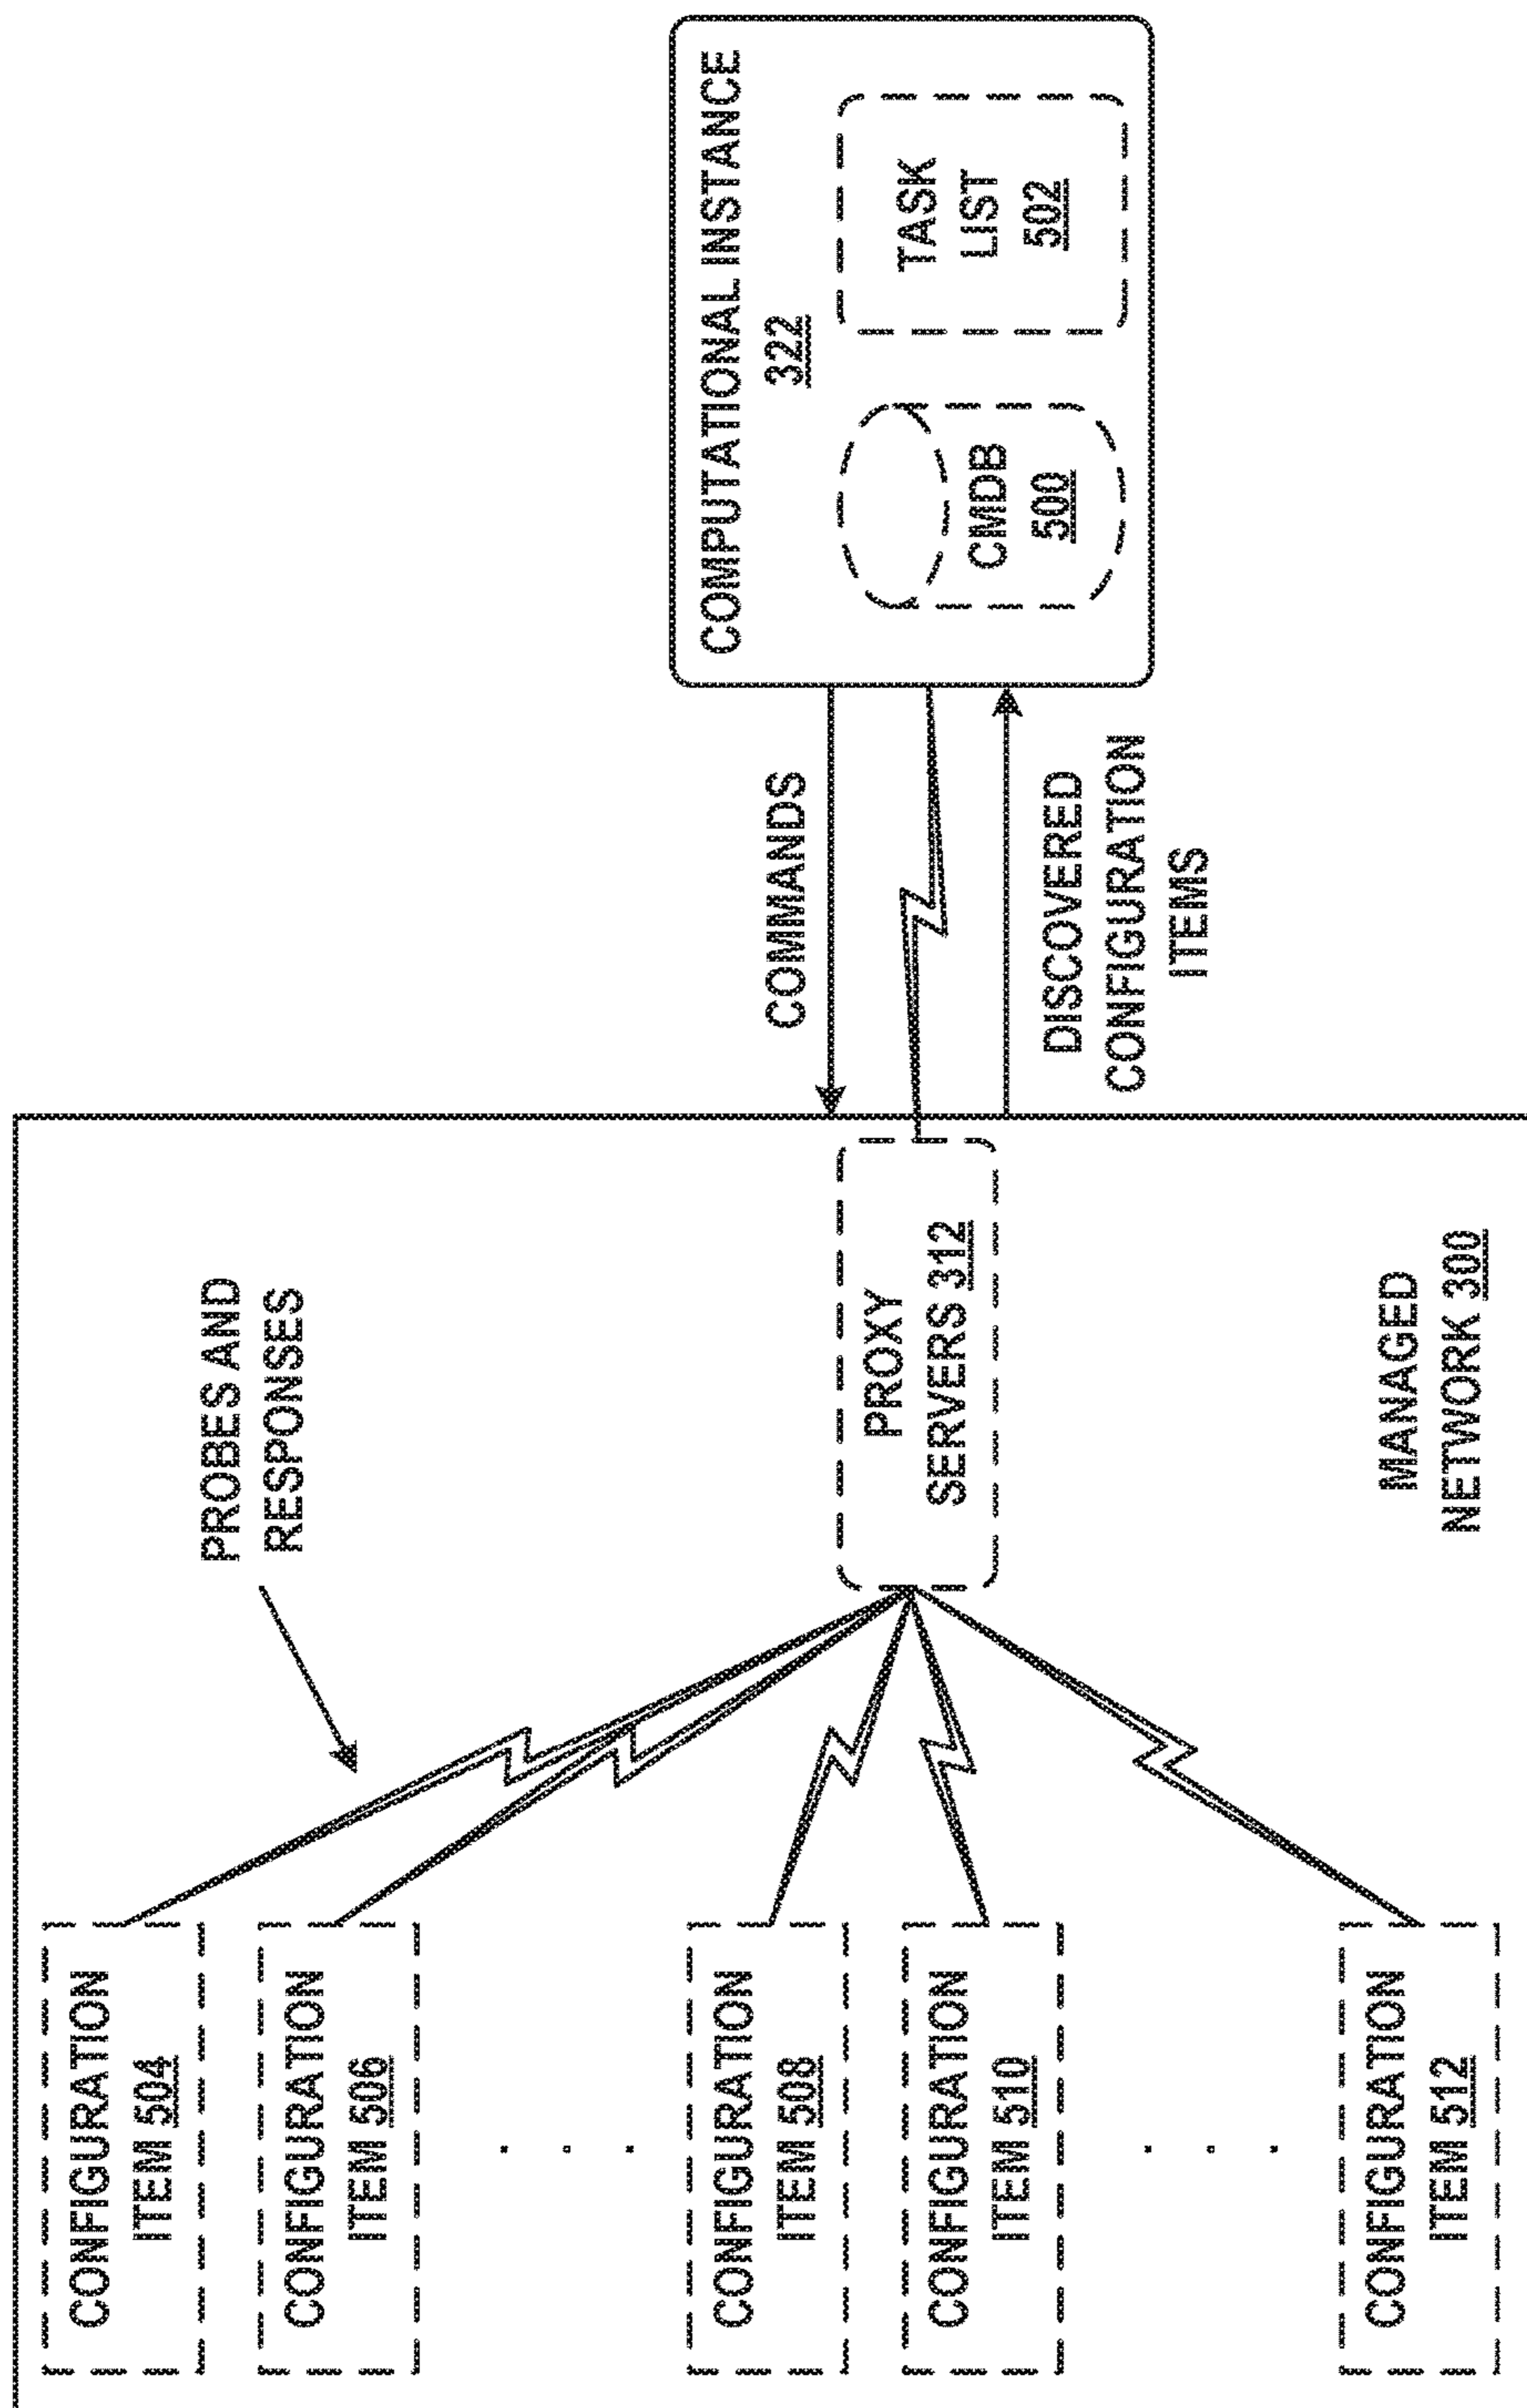 COMPUTATIONAL INSTANCE
322
CMDB
500
TASK
LIST
502
COMMANDS
DISCOVERED
CONFIGURATION
ITEMS
PROBES AND
RESPONSES
PROXY
SERVERS 312
MANAGED
NETWORK 300
CONFIGURATION
ITEM 504
CONFIGURATION
ITEM 506
CONFIGURATION
ITEM 508
CONFIGURATION
ITEM 510
CONFIGURATION
ITEM 512